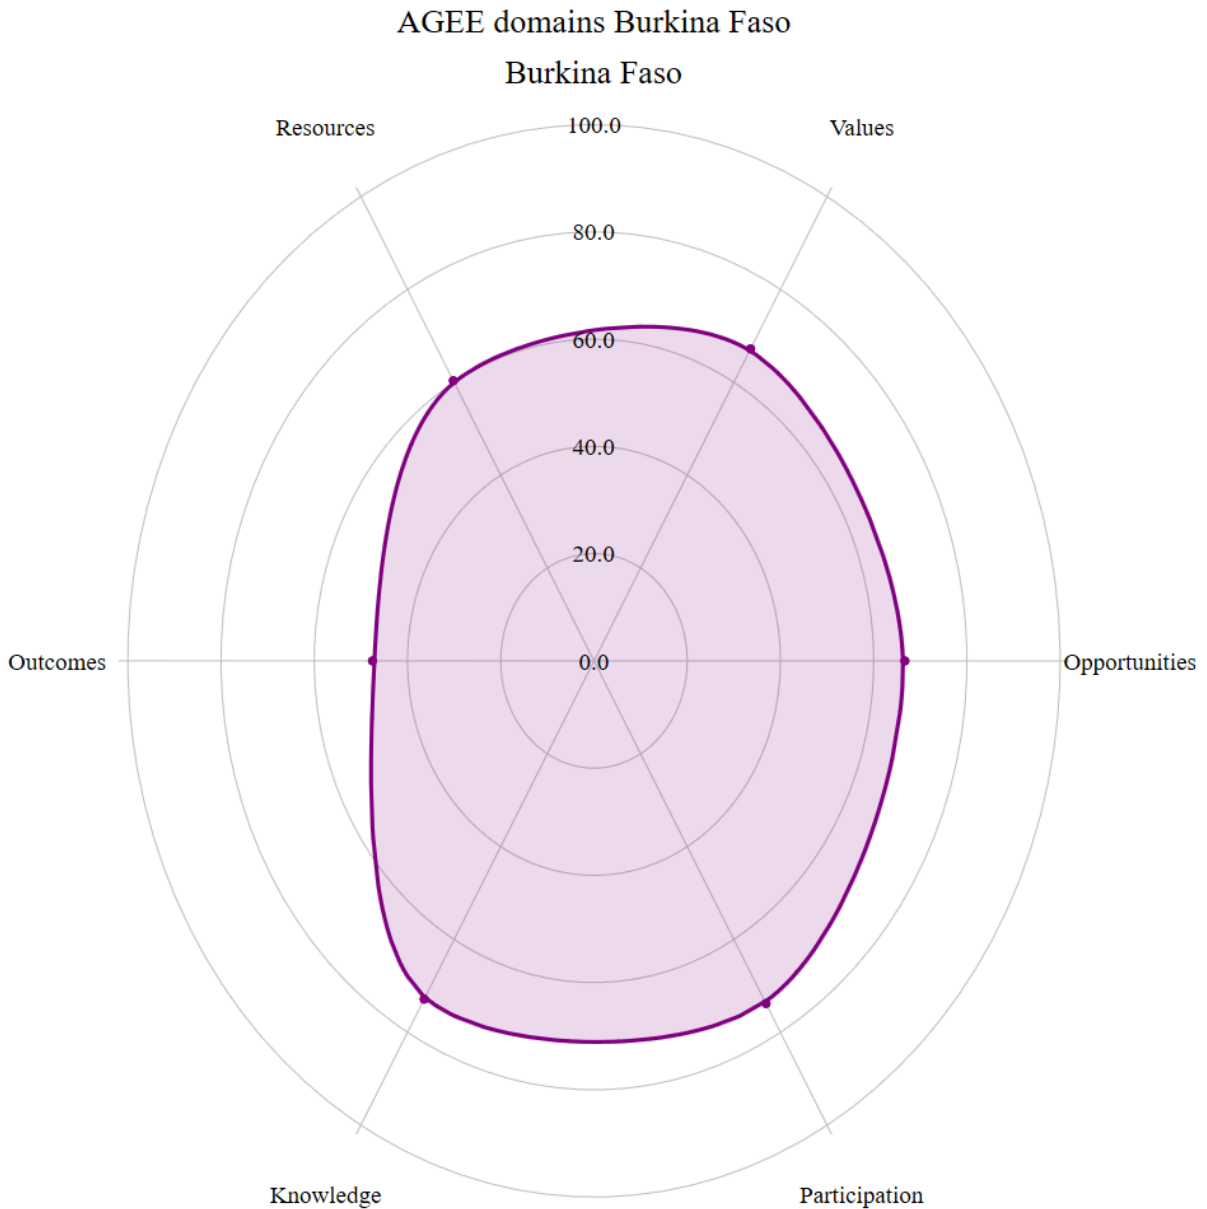 AGEE domains Burkina Faso
Burkina Faso
Resources
100.0
Values
80.0
60.0
40.0
20.0
Outcomes
0.0
Opportunities
Knowledge
Participation